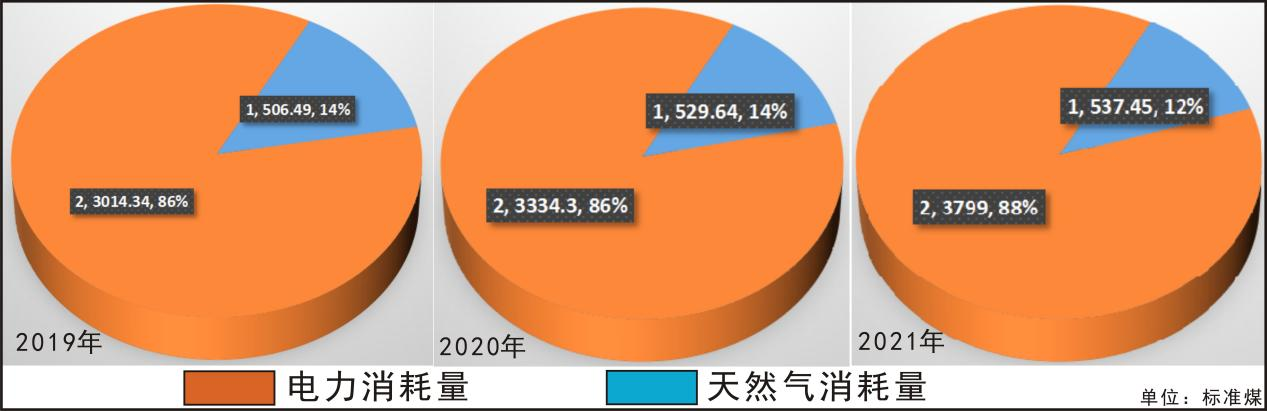 1, 506.49, 14%
2, 3014.34, 86%
2019年
1, 529.64, 14%
2, 3334.3, 86%
2020年
1, 537.45, 12%
2, 3799, 88%
2021年
电力消耗量
天然气消耗量
单位：标准煤